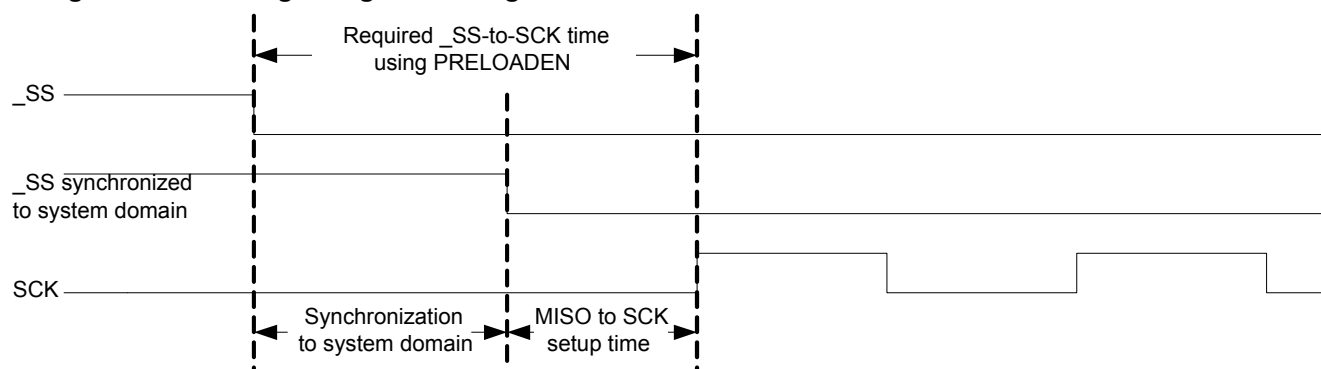 Required _SS-to-SCK time
using PRELOADEN
_SS
_SS synchronized
to system domain
SCK
Synchronization
to system domain
MISO to SCK
setup time